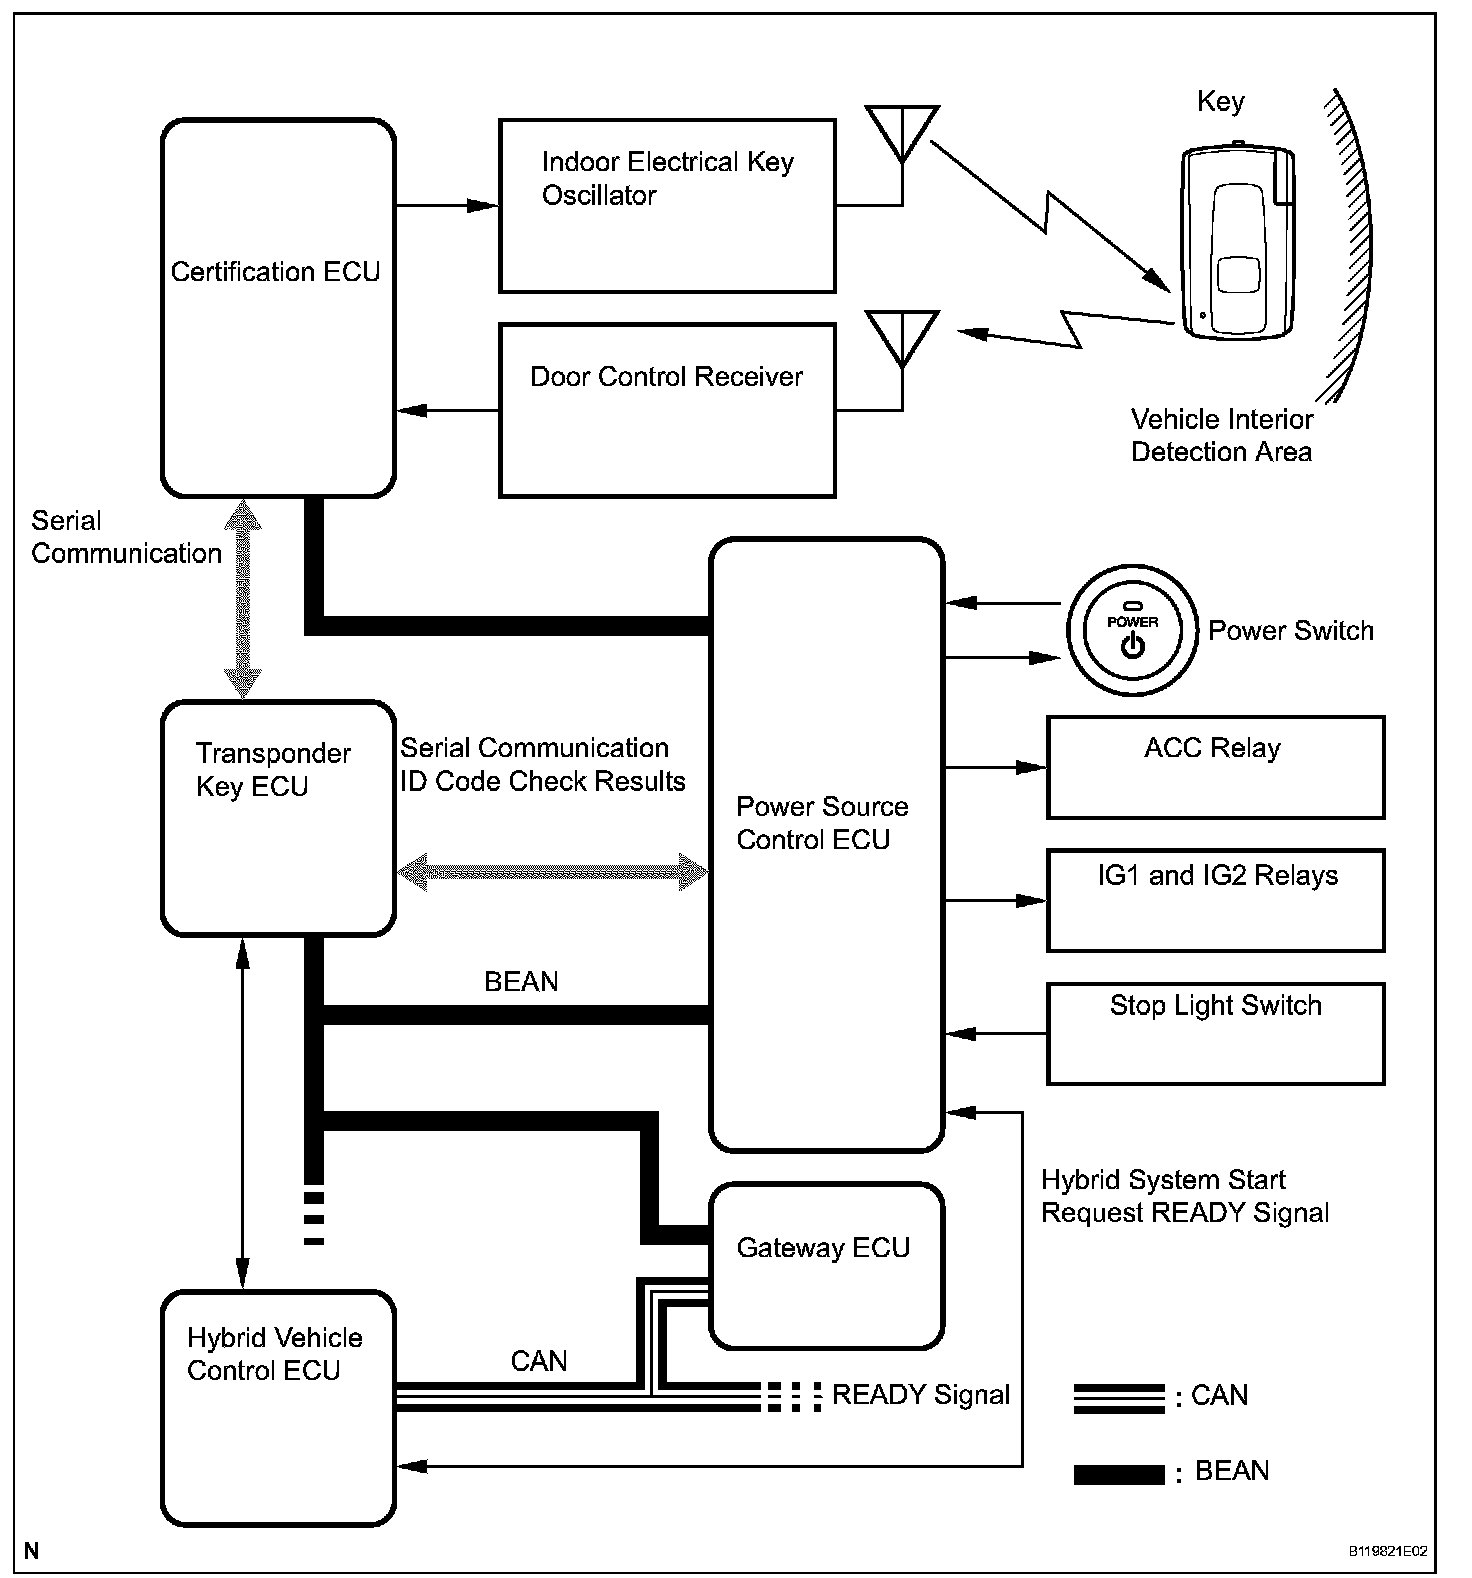 Key
Indoor Electrical Key
Oscillator
Certification ECU
Door Control Receiver
Vehicle Interior
Detection Area
Serial
Communication
POWER
Power Switch
Transponder
Key ECU
Serial Communication
ID Code Check Results
ACC Relay
Power Source
Control ECU
IG1 and IG2 Relays
BEAN
Stop Light Switch
Hybrid System Start
Request READY Signal
Gateway ECU
Hybrid Vehicle
Control ECU
CAN
READY Signal
: CAN
: BEAN
N
B119821E02